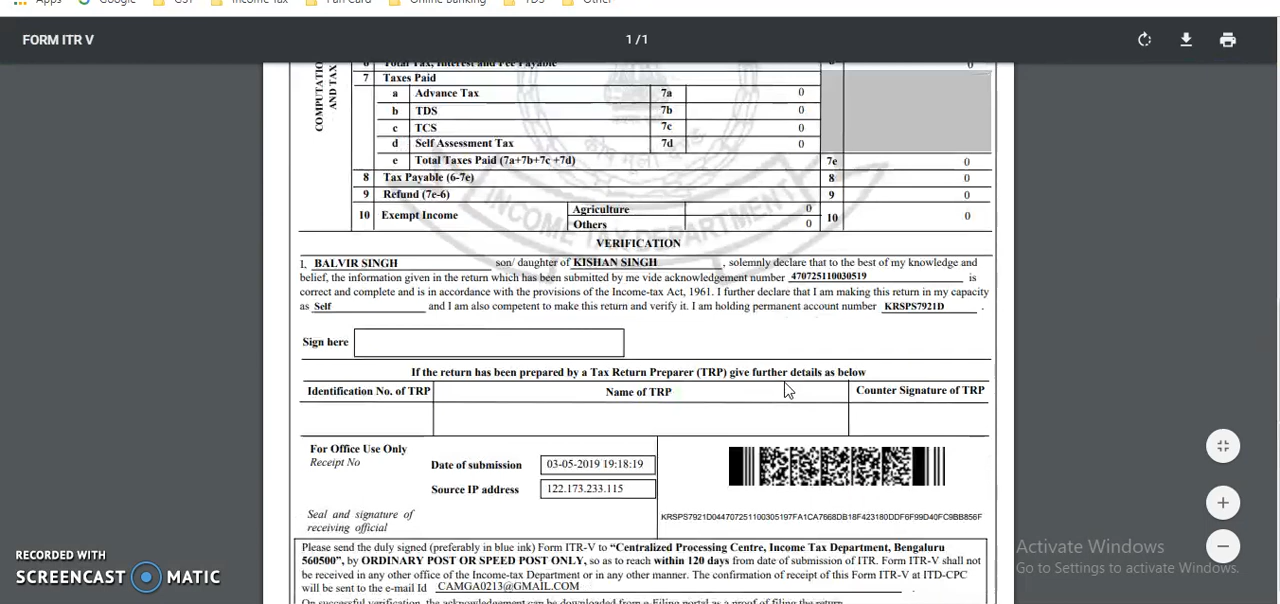 Apps Google GST Income Tax Pan Card Online Banking TDS Other
FORM ITR V 1 / 1
COMPUTATION AND TAX
6 Total Tax, Interest and Fee Payable 6 0
7 Taxes Paid
a Advance Tax 7a 0
b TDS 7b 0
c TCS 7c 0
d Self Assessment Tax 7d 0
e Total Taxes Paid (7a+7b+7c +7d) 7e 0
8 Tax Payable (6-7e) 8 0
9 Refund (7e-6) 9 0
10 Exempt Income Agriculture 0 10 0
Others 0
INCOME TAX DEPARTMENT
VERIFICATION
I, BALVIR SINGH son/ daughter of KISHAN SINGH , solemnly declare that to the best of my knowledge and
belief, the information given in the return which has been submitted by me vide acknowledgement number 470725110030519 is
correct and complete and is in accordance with the provisions of the Income-tax Act, 1961. I further declare that I am making this return in my capacity
as Self and I am also competent to make this return and verify it. I am holding permanent account number KRSPS7921D .
Sign here
If the return has been prepared by a Tax Return Preparer (TRP) give further details as below
Identification No. of TRP Name of TRP Counter Signature of TRP
For Office Use Only
Receipt No
Date of submission 03-05-2019 19:18:19
Source IP address 122.173.233.115
Seal and signature of
receiving official
KRSPS7921D044707251100305197FA1CA7668DB18F423180DDF6F99D40FC9BB856F
Please send the duly signed (preferably in blue ink) Form ITR-V to “Centralized Processing Centre, Income Tax Department, Bengaluru
560500”, by ORDINARY POST OR SPEED POST ONLY, so as to reach within 120 days from date of submission of ITR. Form ITR-V shall not
be received in any other office of the Income-tax Department or in any other manner. The confirmation of receipt of this Form ITR-V at ITD-CPC
will be sent to the e-mail Id CAMGA0213@GMAIL.COM .
On successful verification, the acknowledgement can be downloaded from e-Filing portal as a proof of filing the return.
Activate Windows
Go to Settings to activate Windows.
RECORDED WITH
SCREENCAST MATIC